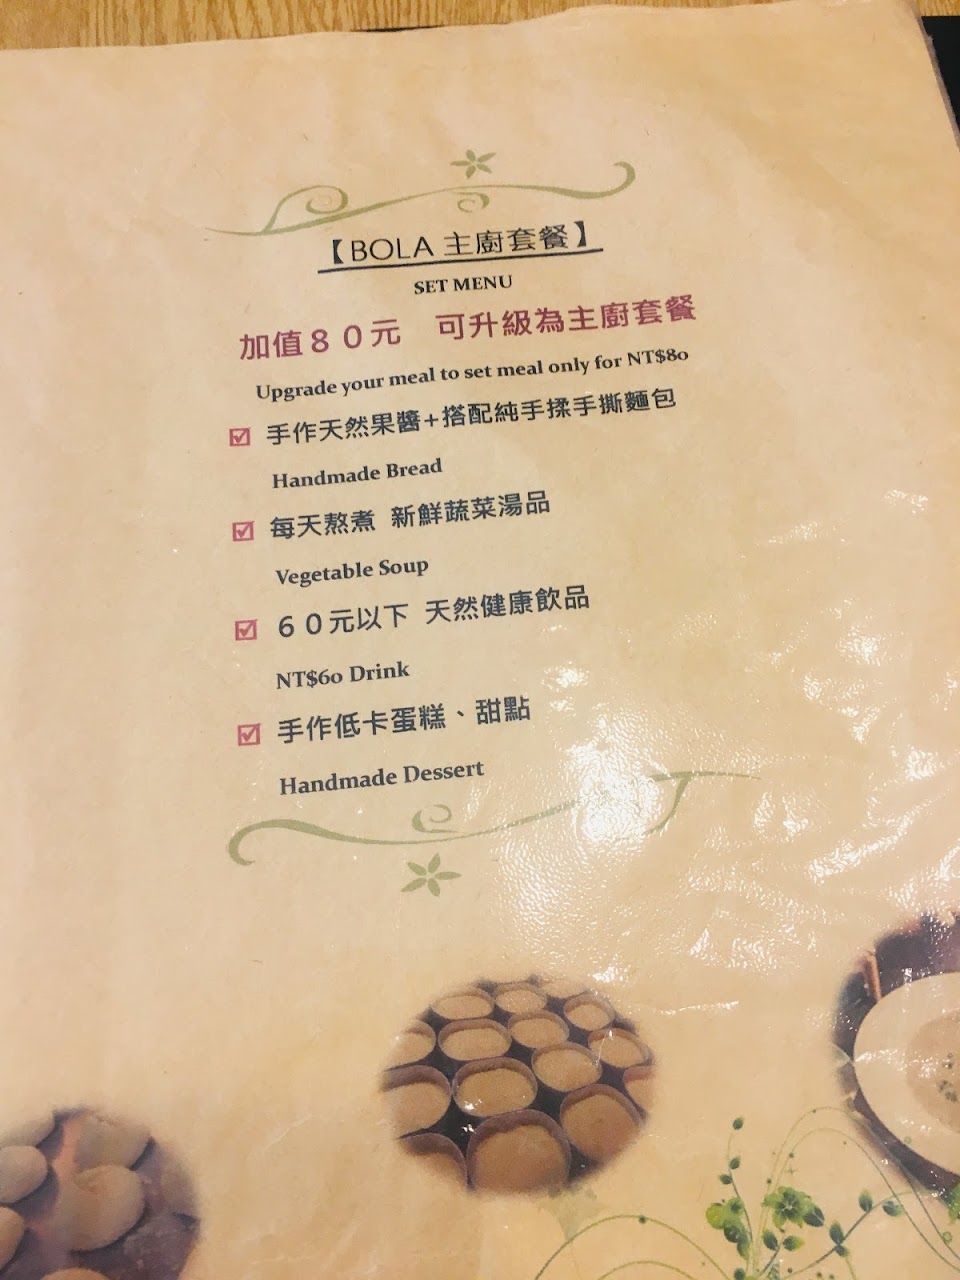 【BOLA 主廚套餐】
SET MENU
加值８０元　可升級為主廚套餐
Upgrade your meal to set meal only for NT$80
手作天然果醬+搭配純手揉手撕麵包
Handmade Bread
每天熬煮 新鮮蔬菜湯品
Vegetable Soup
６０元以下 天然健康飲品
NT$60 Drink
手作低卡蛋糕、甜點
Handmade Dessert